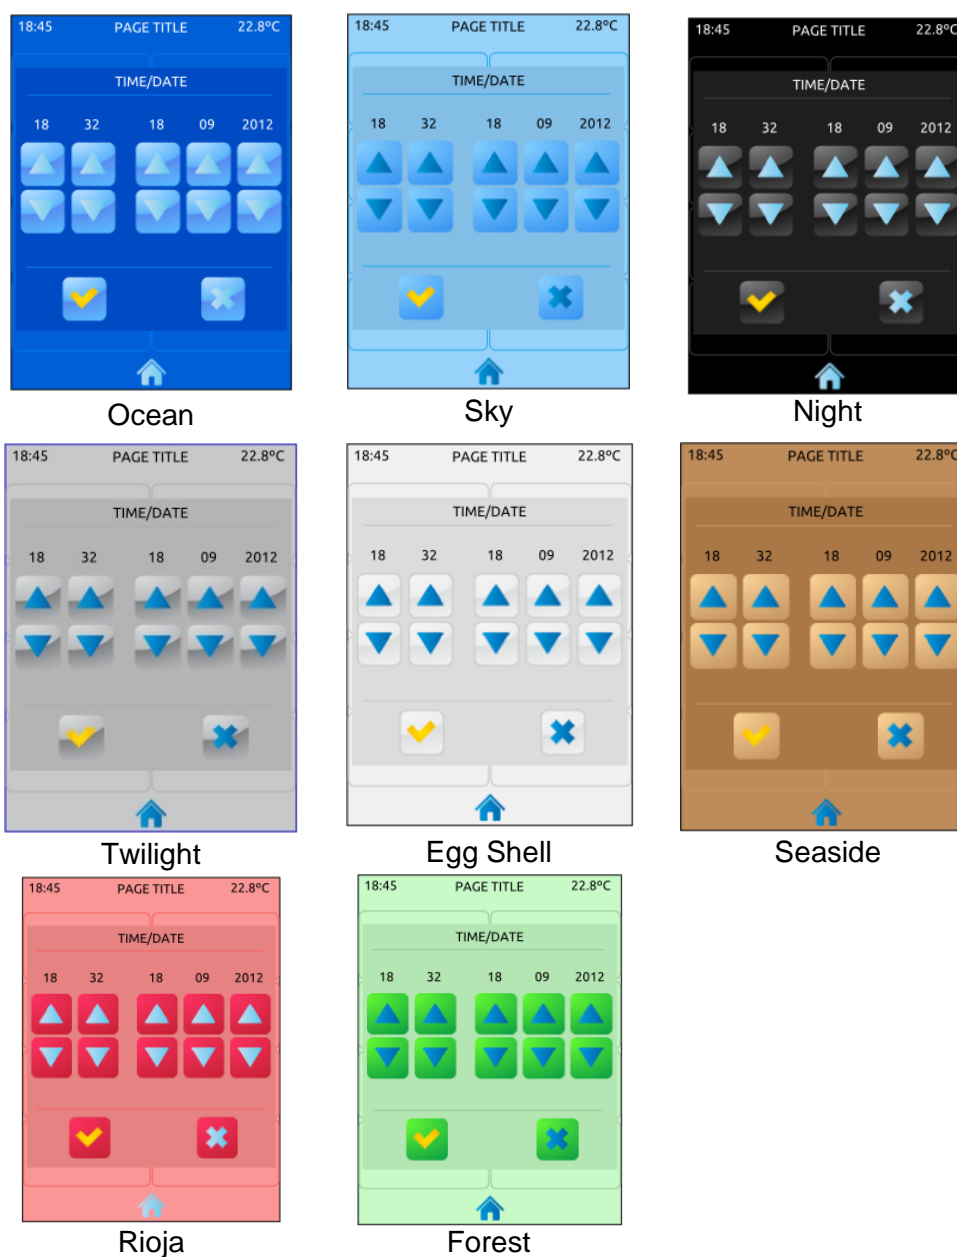 18:45 PAGE TITLE 22.8ºC
TIME/DATE
18 32 18 09 2012
Ocean
18:45 PAGE TITLE 22.8ºC
TIME/DATE
18 32 18 09 2012
Sky
18:45 PAGE TITLE 22.8ºC
TIME/DATE
18 32 18 09 2012
Night
18:45 PAGE TITLE 22.8ºC
TIME/DATE
18 32 18 09 2012
Twilight
18:45 PAGE TITLE 22.8ºC
TIME/DATE
18 32 18 09 2012
Egg Shell
18:45 PAGE TITLE 22.8ºC
TIME/DATE
18 32 18 09 2012
Seaside
18:45 PAGE TITLE 22.8ºC
TIME/DATE
18 32 18 09 2012
Rioja
18:45 PAGE TITLE 22.8ºC
TIME/DATE
18 32 18 09 2012
Forest